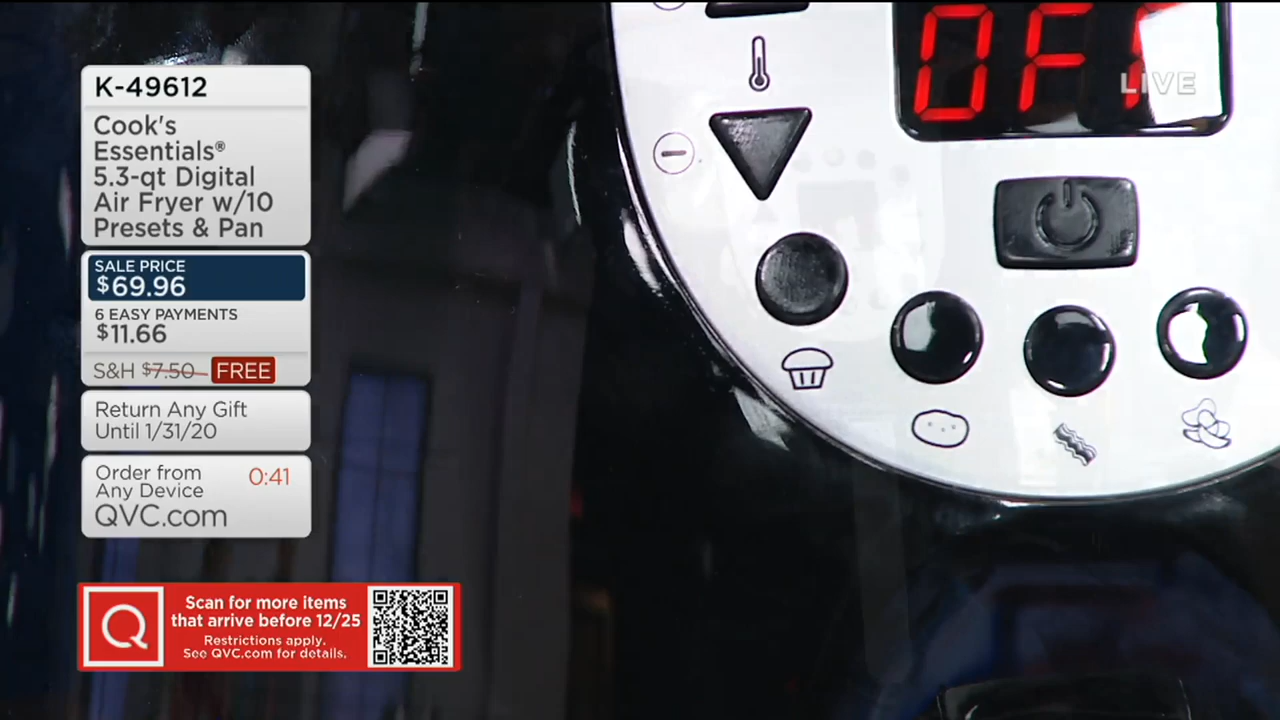 K-49612
Cook's
Essentials®
5.3-qt Digital
Air Fryer w/10
Presets & Pan
SALE PRICE
$69.96
6 EASY PAYMENTS
$11.66
S&H $7.50 FREE
Return Any Gift
Until 1/31/20
Order from 0:41
Any Device
QVC.com
Q
Scan for more items
that arrive before 12/25
Restrictions apply.
See QVC.com for details.
OFF
LIVE